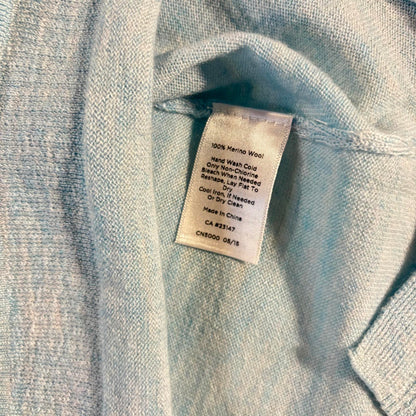 100% Merino Wool
Hand Wash Cold
Only Non-Chlorine
Bleach When Needed
Reshape, Lay Flat To
Dry
Cool Iron, If Needed
Or Dry Clean
Made In China
CA #23147
CN5000 08/15